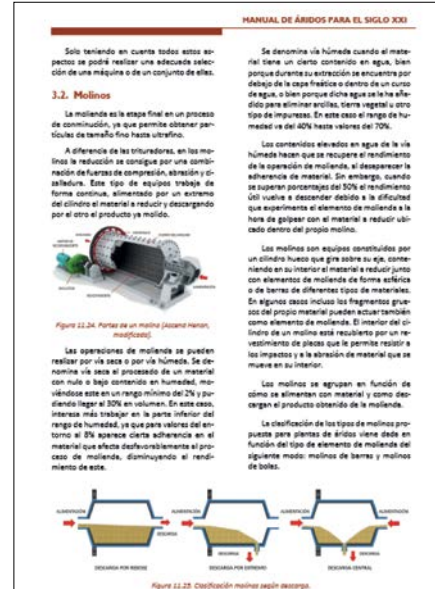 MANUAL DE ÁRIDOS PARA EL SIGLO XXI
Solo teniendo en cuenta todos estos as-
pectos se podrá realizar una adecuada selec-
ción de una máquina o de un conjunto de ellas.
3.2. Molinos
La molienda es la etapa final en un proceso
de conminución, ya que permite obtener par-
tículas de tamaño fino hasta ultrafino.
A diferencia de las trituradoras, en los mo-
linos la reducción se consigue por una combi-
nación de fuerzas de compresión, abrasión y ci-
zalladura. Este tipo de equipos trabaja de
forma continua, alimentado por un extremo
del cilindro el material a reducir y descargando
por el otro el producto ya molido.
Figura 11.24. Partes de un molino (Ascend Henan,
modificado).
Las operaciones de molienda se pueden
realizar por vía seca o por vía húmeda. Se de-
nomina vía seca al procesado de un material
con nulo o bajo contenido en humedad, mo-
viéndose este en un rango mínimo del 2% y pu-
diendo llegar al 30% en volumen. En este caso,
interesa más trabajar en la parte inferior del
rango de humedad, ya que para valores del en-
torno al 8% aparece cierta adherencia en el
material que afecta desfavorablemente al pro-
ceso de molienda, disminuyendo el rendi-
miento de este.
Se denomina vía húmeda cuando el mate-
rial tiene un cierto contenido en agua, bien
porque durante su extracción se encuentra por
debajo de la capa freática o dentro de un curso
de agua, o bien porque dicha agua se le ha aña-
dido para eliminar arcillas, tierra vegetal u otro
tipo de impurezas. En este caso el rango de hu-
medad va del 40% hasta valores del 70%.
Los contenidos elevados en agua de la vía
húmeda hacen que se recupere el rendimiento
de la operación de molienda, al desaparecer la
adherencia de material. Sin embargo, cuando
se superan porcentajes del 50% el rendimiento
útil vuelve a descender debido a la dificultad
que experimenta el elemento de molienda a la
hora de golpear con el material a reducir ubi-
cado dentro del propio molino.
Los molinos son equipos constituidos por
un cilindro hueco que gira sobre su eje, conte-
niendo en su interior el material a reducir junto
con elementos de molienda de forma esférica
o de barras de diferentes tipos de materiales.
En algunos casos incluso los fragmentos grue-
sos del propio material pueden actuar también
como elemento de molienda. El interior del ci-
lindro de un molino está recubierto por un re-
vestimiento de placas que le permite resistir a
los impactos y a la abrasión de material que se
mueve en su interior.
Los molinos se agrupan en función de
cómo se alimentan con material y como des-
cargan el producto obtenido de la molienda.
La clasificación de los tipos de molinos pro-
puesta para plantas de áridos viene dada en
función del tipo de elemento de molienda del
siguiente modo: molinos de barras y molinos
de bolas.
ALIMENTACIÓN
DESCARGA
DESCARGA POR REBOSE
ALIMENTACIÓN
DESCARGA
DESCARGA POR EXTREMO
ALIMENTACIÓN
ALIMENTACIÓN
DESCARGA
DESCARGA CENTRAL
Figura 11.25. Clasificación molinos según descarga.